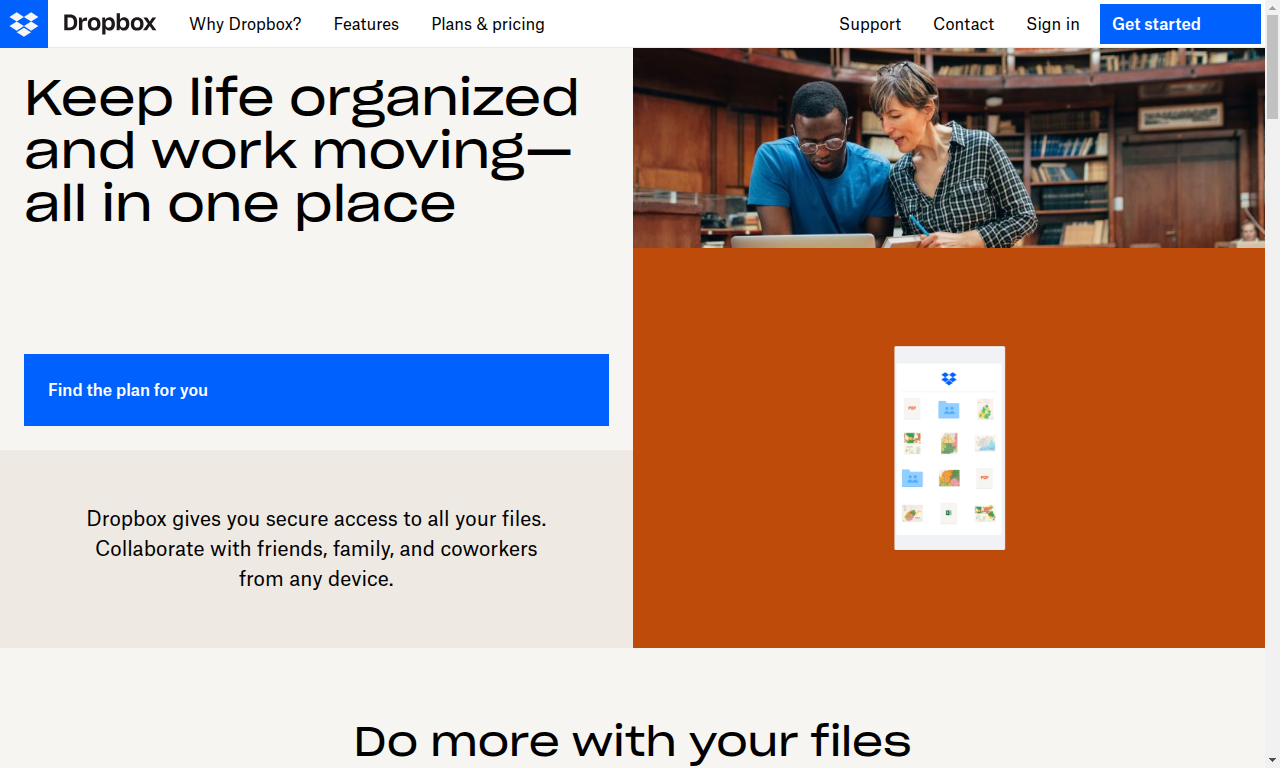 Dropbox
Why Dropbox?
Features
Plans & pricing
Support
Contact
Sign in
Get started
Keep life organized
and work moving—
all in one place
Find the plan for you
Dropbox gives you secure access to all your files.
Collaborate with friends, family, and coworkers
from any device.
PDF
PDF
Do more with your files